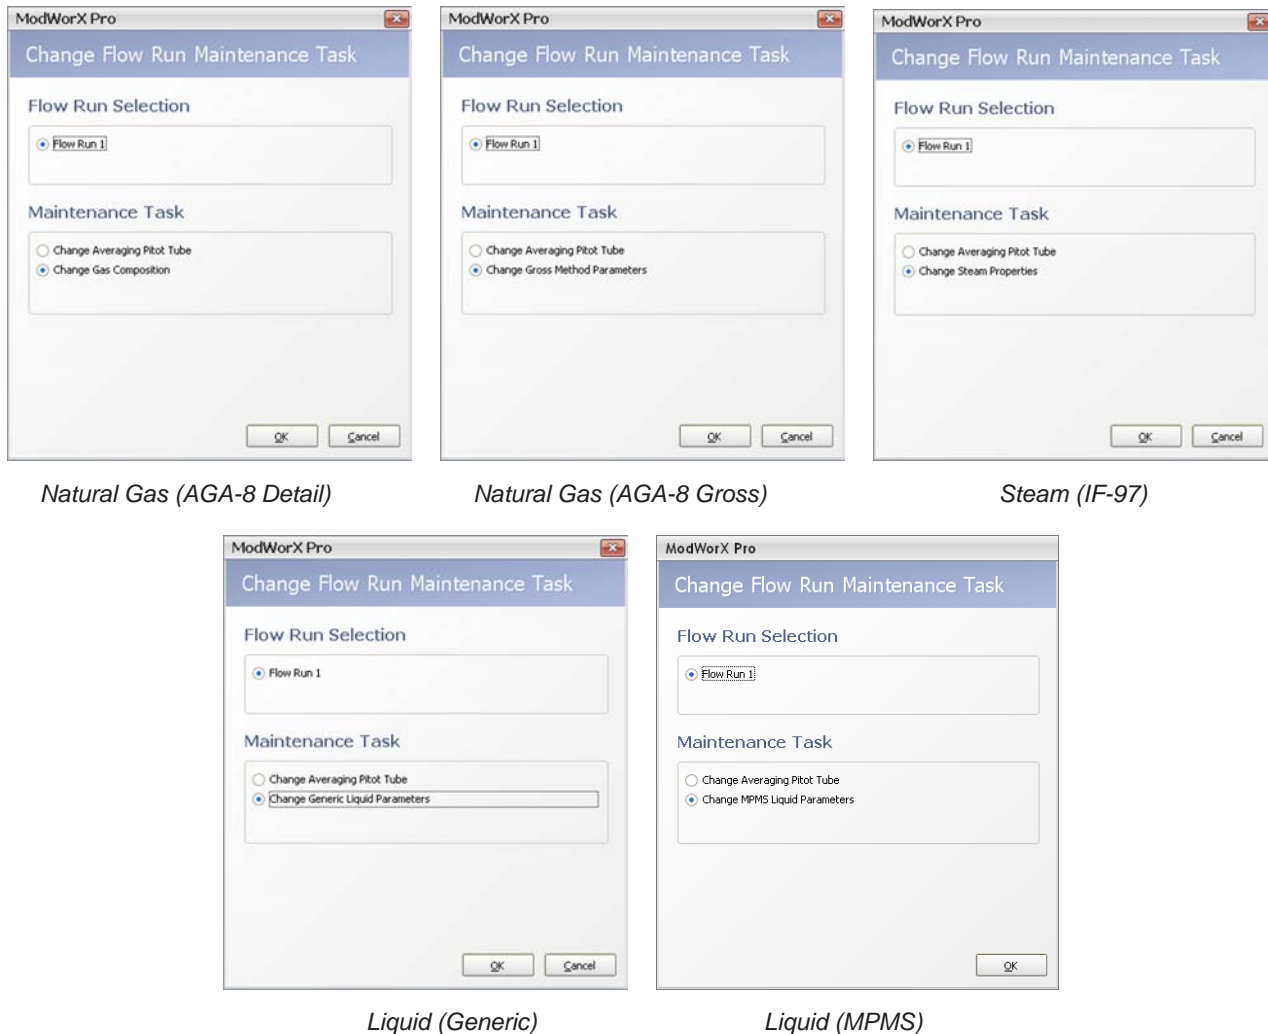 ModWorX Pro
Change Flow Run Maintenance Task
Flow Run Selection
Flow Run 1
Maintenance Task
Change Averaging Pitot Tube
Change Gas Composition
OK
Cancel
Natural Gas (AGA-8 Detail)
ModWorX Pro
Change Flow Run Maintenance Task
Flow Run Selection
Flow Run 1
Maintenance Task
Change Averaging Pitot Tube
Change Gross Method Parameters
OK
Cancel
Natural Gas (AGA-8 Gross)
ModWorX Pro
Change Flow Run Maintenance Task
Flow Run Selection
Flow Run 1
Maintenance Task
Change Averaging Pitot Tube
Change Steam Properties
OK
Cancel
Steam (IF-97)
ModWorX Pro
Change Flow Run Maintenance Task
Flow Run Selection
Flow Run 1
Maintenance Task
Change Averaging Pitot Tube
Change Generic Liquid Parameters
OK
Cancel
Liquid (Generic)
ModWorX Pro
Change Flow Run Maintenance Task
Flow Run Selection
Flow Run 1
Maintenance Task
Change Averaging Pitot Tube
Change MPMS Liquid Parameters
OK
Liquid (MPMS)